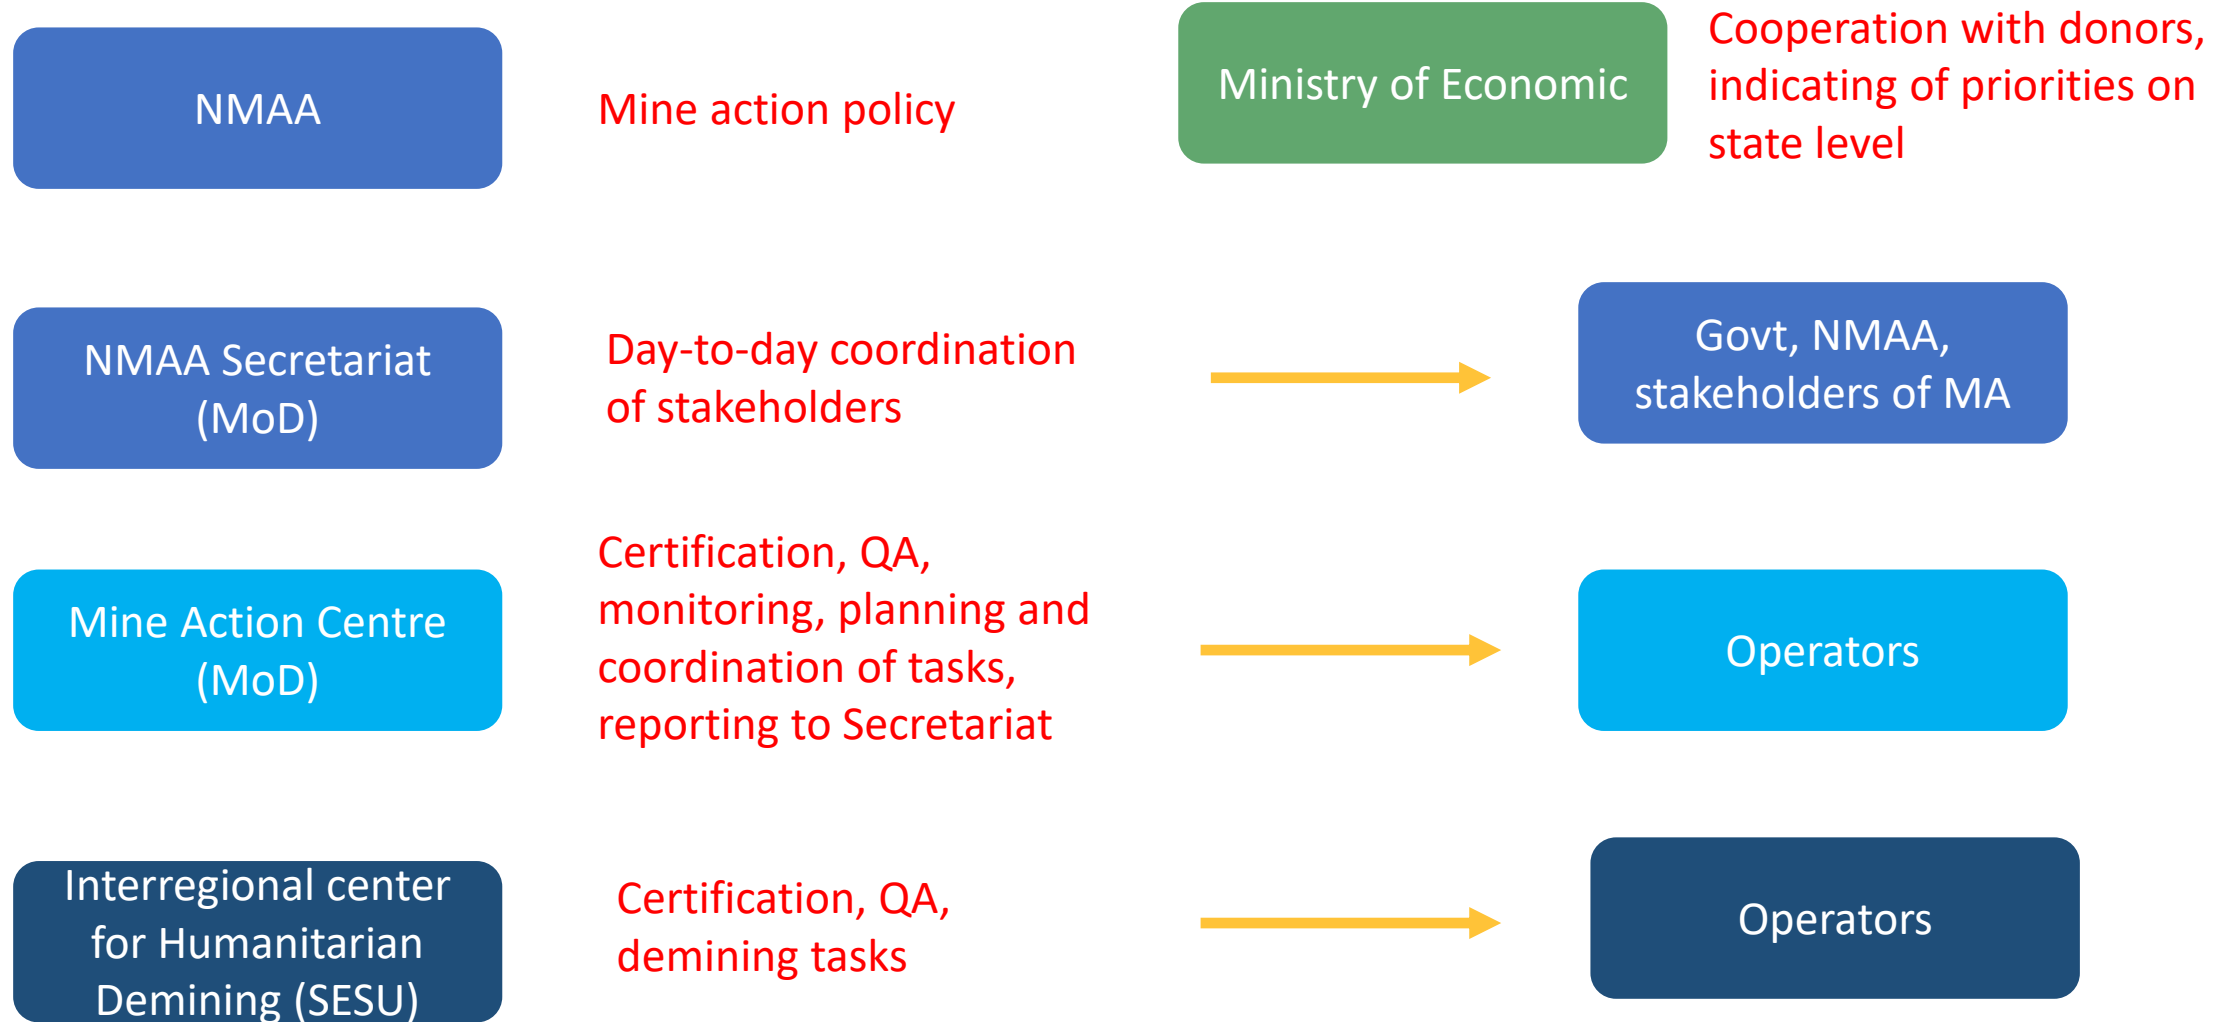 NMAA
Mine action policy
Ministry of Economic
Cooperation with donors,
indicating of priorities on
state level
NMAA Secretariat
(MoD)
Day-to-day coordination
of stakeholders
Govt, NMAA,
stakeholders of MA
Mine Action Centre
(MoD)
Certification, QA,
monitoring, planning and
coordination of tasks,
reporting to Secretariat
Operators
Interregional center
for Humanitarian
Demining (SESU)
Certification, QA,
demining tasks
Operators